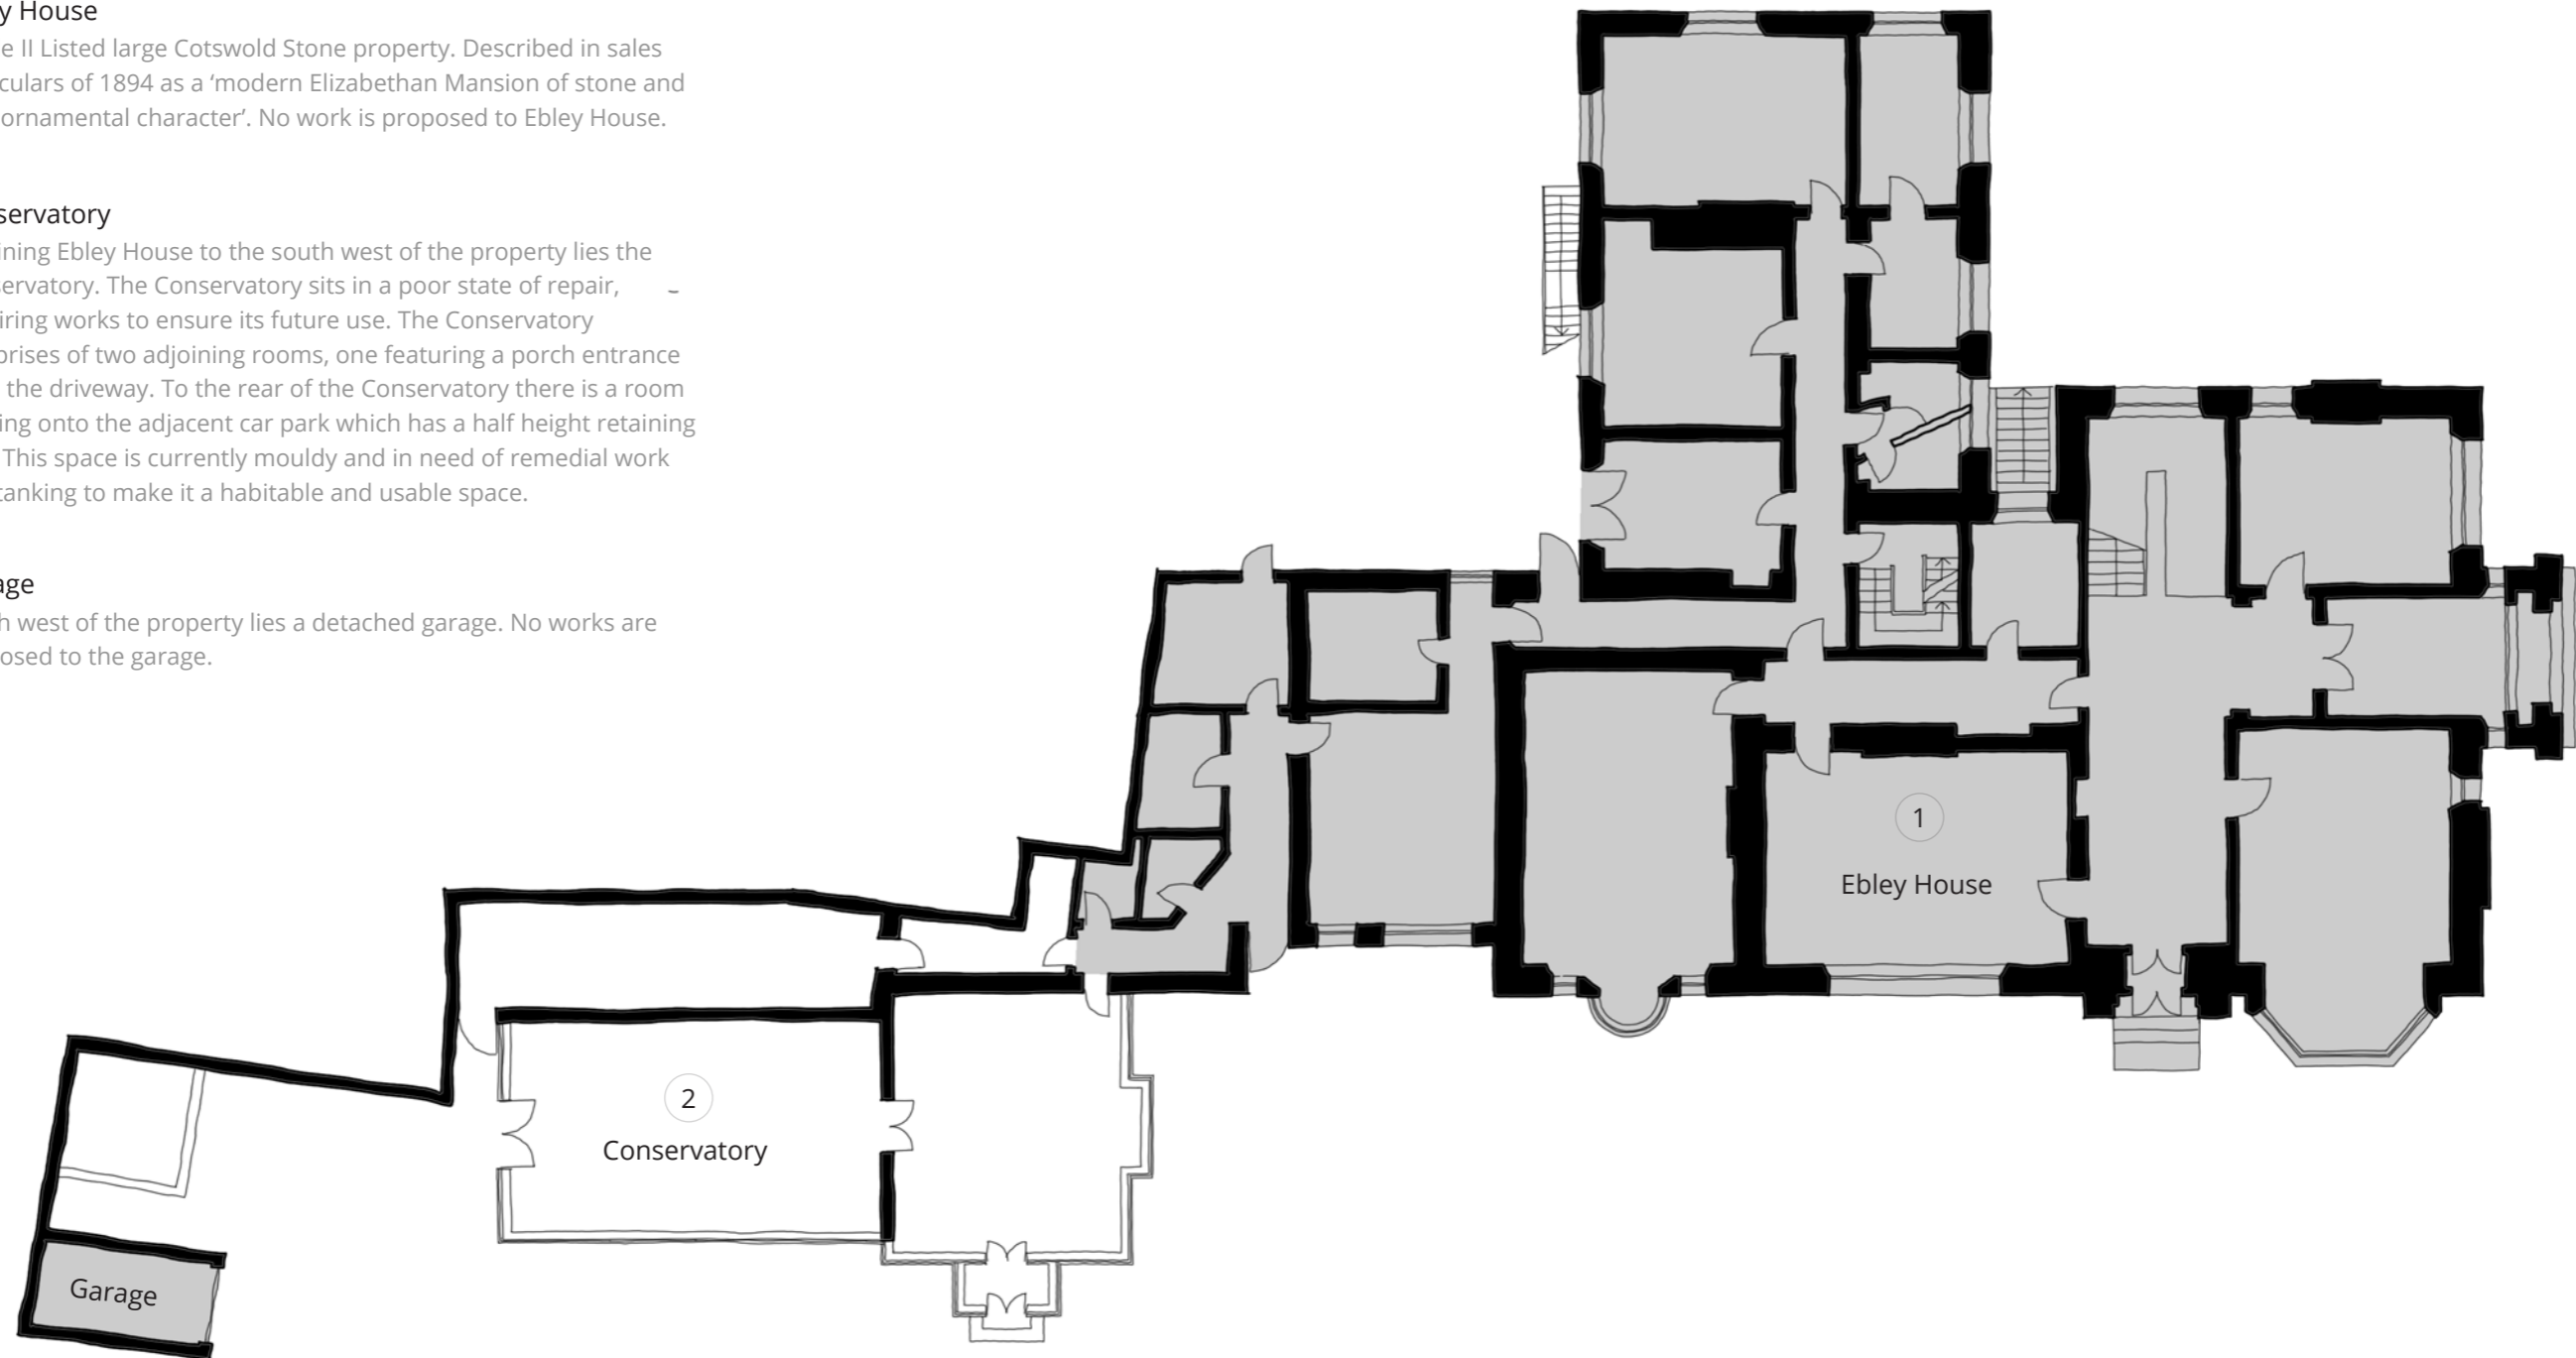 y House
e II Listed large Cotswold Stone property. Described in sales
culars of 1894 as a ‘modern Elizabethan Mansion of stone and
ornamental character’. No work is proposed to Ebley House.
servatory
ining Ebley House to the south west of the property lies the
servatory. The Conservatory sits in a poor state of repair,
iring works to ensure its future use. The Conservatory
prises of two adjoining rooms, one featuring a porch entrance
the driveway. To the rear of the Conservatory there is a room
ing onto the adjacent car park which has a half height retaining
This space is currently mouldy and in need of remedial work
tanking to make it a habitable and usable space.
age
h west of the property lies a detached garage. No works are
osed to the garage.
1
Ebley House
2
Conservatory
Garage